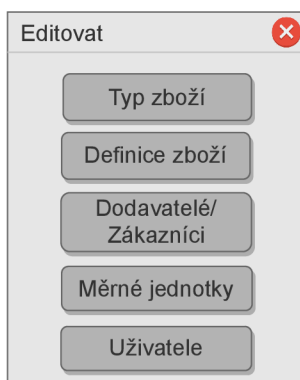 Editovat
Typ zboží
Definice zboží
Dodavatelé/
Zákazníci
Měrné jednotky
Uživatele